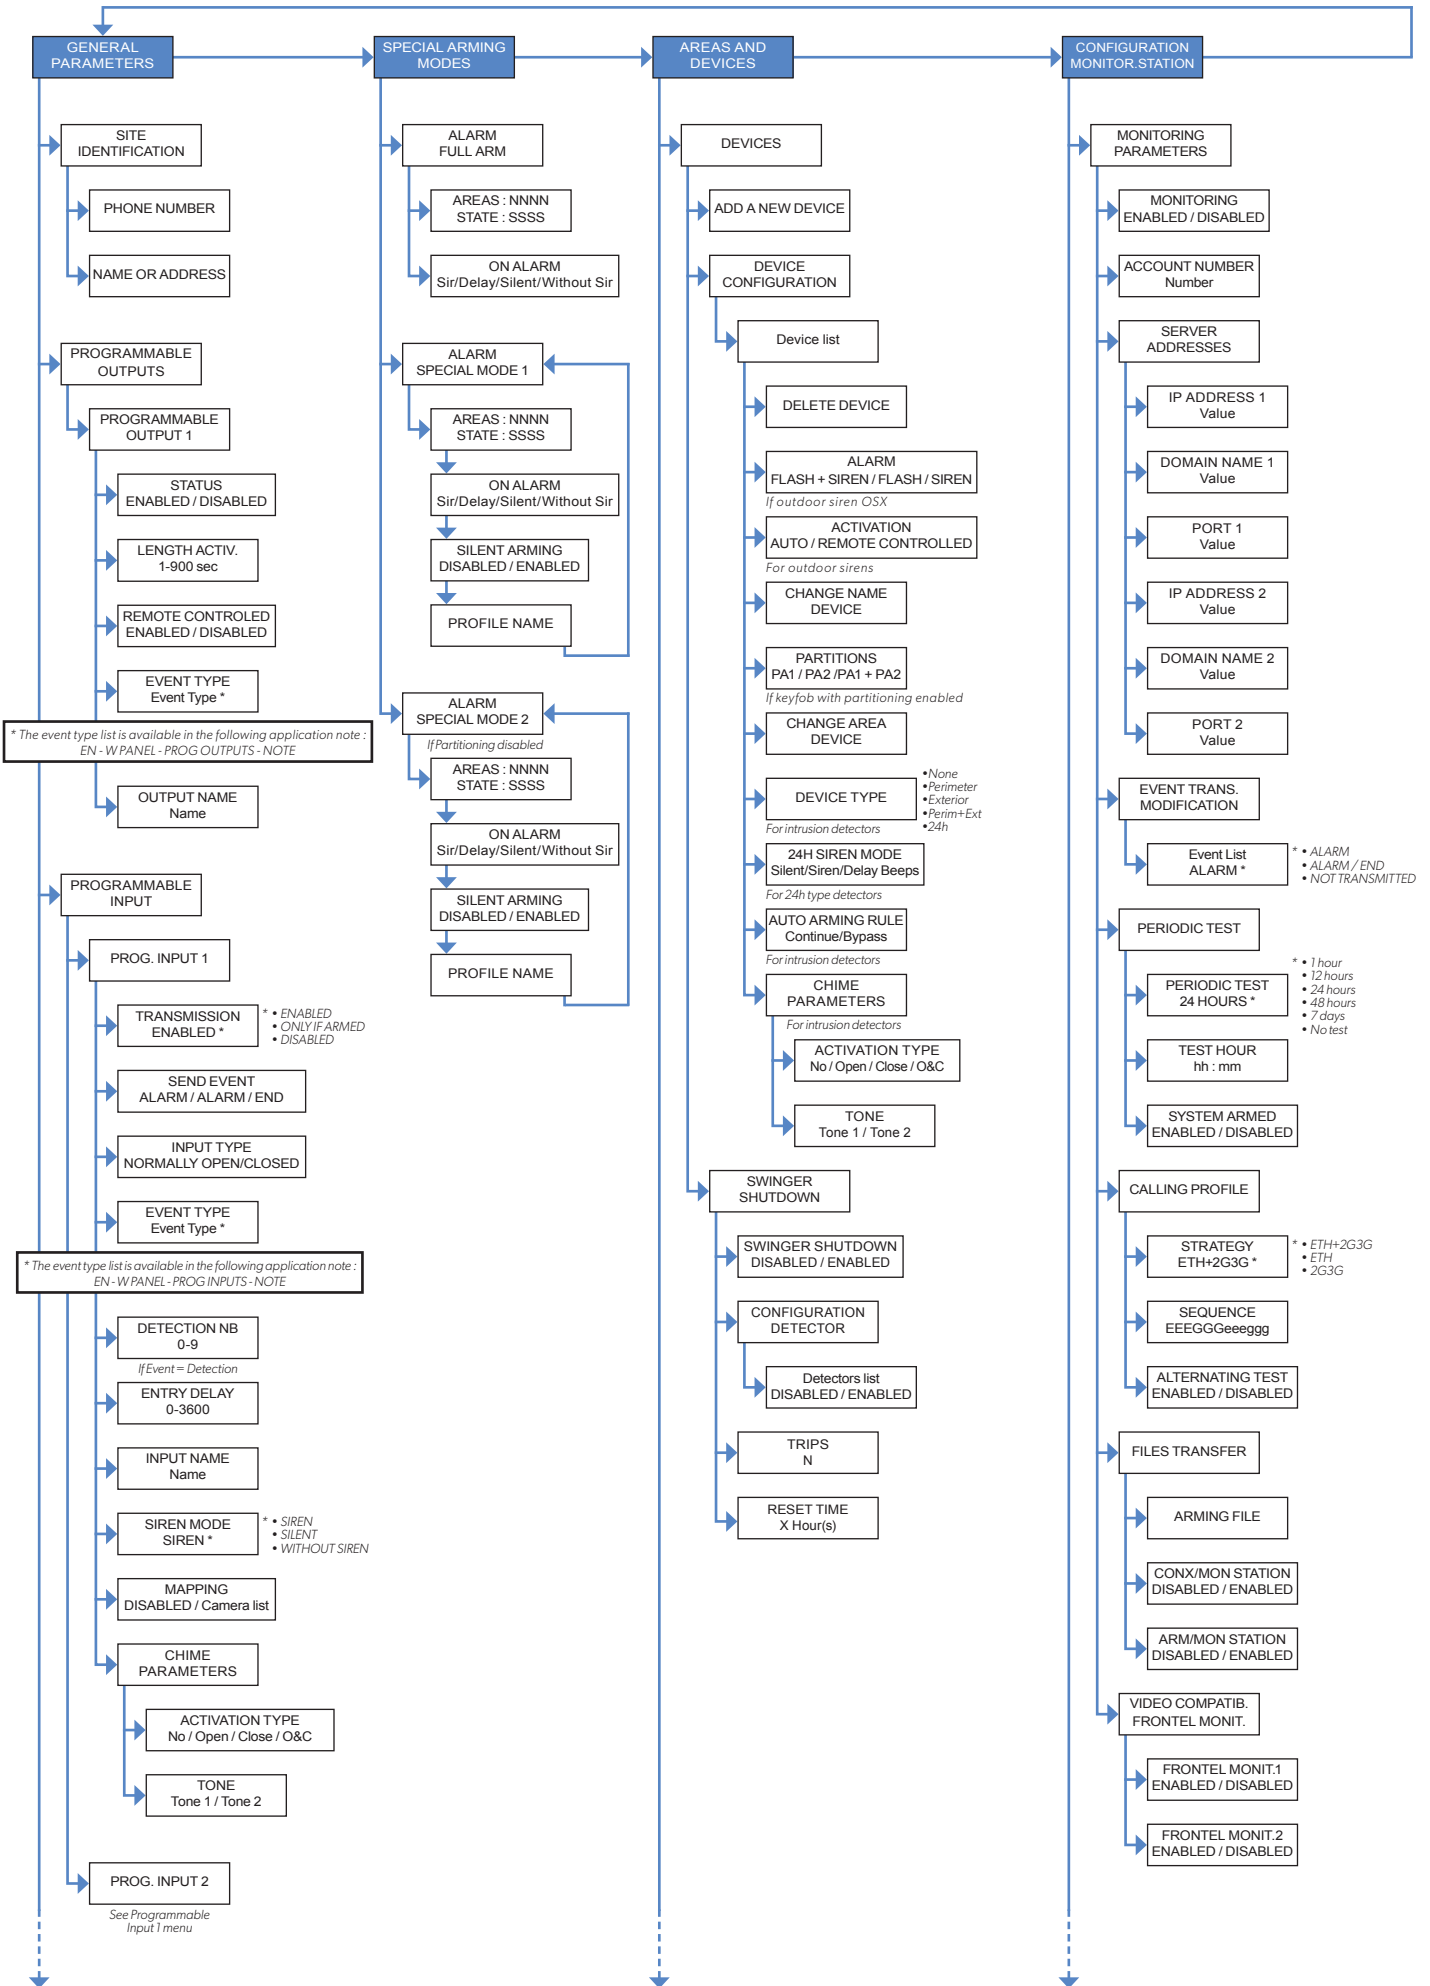 GENERAL
PARAMETERS
SITE
IDENTIFICATION
PHONE NUMBER
NAME OR ADDRESS
PROGRAMMABLE
OUTPUTS
PROGRAMMABLE
OUTPUT 1
STATUS
ENABLED / DISABLED
LENGTH ACTIV.
1-900 sec
REMOTE CONTROLED
ENABLED / DISABLED
EVENT TYPE
Event Type *
* The event type list is available in the following application note :
EN - W PANEL - PROG OUTPUTS - NOTE
OUTPUT NAME
Name
PROGRAMMABLE
INPUT
PROG. INPUT 1
TRANSMISSION
ENABLED *
* • ENABLED
• ONLY IF ARMED
• DISABLED
SEND EVENT
ALARM / ALARM / END
INPUT TYPE
NORMALLY OPEN/CLOSED
EVENT TYPE
Event Type *
* The event type list is available in the following application note :
EN - W PANEL - PROG INPUTS - NOTE
DETECTION NB
0-9
If Event = Detection
ENTRY DELAY
0-3600
INPUT NAME
Name
SIREN MODE
SIREN *
* • SIREN
• SILENT
• WITHOUT SIREN
MAPPING
DISABLED / Camera list
CHIME
PARAMETERS
ACTIVATION TYPE
No / Open / Close / O&C
TONE
Tone 1 / Tone 2
PROG. INPUT 2
See Programmable
Input 1 menu
SPECIAL ARMING
MODES
ALARM
FULL ARM
AREAS : NNNN
STATE : SSSS
ON ALARM
Sir/Delay/Silent/Without Sir
ALARM
SPECIAL MODE 1
AREAS : NNNN
STATE : SSSS
ON ALARM
Sir/Delay/Silent/Without Sir
SILENT ARMING
DISABLED / ENABLED
PROFILE NAME
ALARM
SPECIAL MODE 2
If Partitioning disabled
AREAS : NNNN
STATE : SSSS
ON ALARM
Sir/Delay/Silent/Without Sir
SILENT ARMING
DISABLED / ENABLED
PROFILE NAME
AREAS AND
DEVICES
DEVICES
ADD A NEW DEVICE
DEVICE
CONFIGURATION
Device list
DELETE DEVICE
ALARM
FLASH + SIREN / FLASH / SIREN
If outdoor siren OSX
ACTIVATION
AUTO / REMOTE CONTROLLED
For outdoor sirens
CHANGE NAME
DEVICE
PARTITIONS
PA1 / PA2 /PA1 + PA2
If keyfob with partitioning enabled
CHANGE AREA
DEVICE
DEVICE TYPE
•None
•Perimeter
•Exterior
•Perim+Ext
•24h
For intrusion detectors
24H SIREN MODE
Silent/Siren/Delay Beeps
For 24h type detectors
AUTO ARMING RULE
Continue/Bypass
For intrusion detectors
CHIME
PARAMETERS
For intrusion detectors
ACTIVATION TYPE
No / Open / Close / O&C
TONE
Tone 1 / Tone 2
SWINGER
SHUTDOWN
SWINGER SHUTDOWN
DISABLED / ENABLED
CONFIGURATION
DETECTOR
Detectors list
DISABLED / ENABLED
TRIPS
N
RESET TIME
X Hour(s)
CONFIGURATION
MONITOR.STATION
MONITORING
PARAMETERS
MONITORING
ENABLED / DISABLED
ACCOUNT NUMBER
Number
SERVER
ADDRESSES
IP ADDRESS 1
Value
DOMAIN NAME 1
Value
PORT 1
Value
IP ADDRESS 2
Value
DOMAIN NAME 2
Value
PORT 2
Value
EVENT TRANS.
MODIFICATION
Event List
ALARM *
* • ALARM
• ALARM / END
• NOT TRANSMITTED
PERIODIC TEST
PERIODIC TEST
24 HOURS *
* • 1 hour
• 12 hours
• 24 hours
• 48 hours
• 7 days
• No test
TEST HOUR
hh : mm
SYSTEM ARMED
ENABLED / DISABLED
CALLING PROFILE
STRATEGY
ETH+2G3G *
* • ETH+2G3G
• ETH
• 2G3G
SEQUENCE
EEEGGGeeeggg
ALTERNATING TEST
ENABLED / DISABLED
FILES TRANSFER
ARMING FILE
CONX/MON STATION
DISABLED / ENABLED
ARM/MON STATION
DISABLED / ENABLED
VIDEO COMPATIB.
FRONTEL MONIT.
FRONTEL MONIT.1
ENABLED / DISABLED
FRONTEL MONIT.2
ENABLED / DISABLED